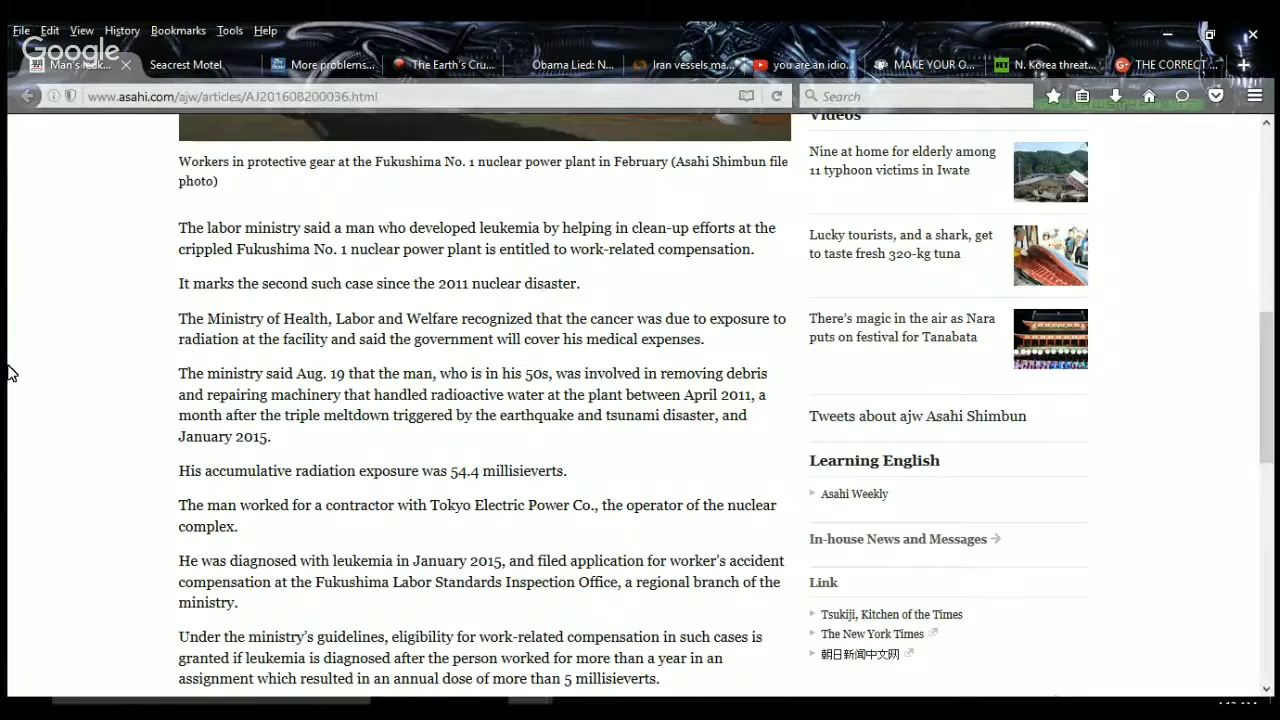 File Edit View History Bookmarks Tools Help
Google
Man's leuk...
Seacrest Motel
More problems...
The Earth's Cru...
Obama Lied: N...
Iran vessels ma...
you are an idio...
MAKE YOUR O...
N. Korea threat...
THE CORRECT ...
www.asahi.com/ajw/articles/AJ201608200036.html
Search
Workers in protective gear at the Fukushima No. 1 nuclear power plant in February (Asahi Shimbun file
photo)
The labor ministry said a man who developed leukemia by helping in clean-up efforts at the
crippled Fukushima No. 1 nuclear power plant is entitled to work-related compensation.
It marks the second such case since the 2011 nuclear disaster.
The Ministry of Health, Labor and Welfare recognized that the cancer was due to exposure to
radiation at the facility and said the government will cover his medical expenses.
The ministry said Aug. 19 that the man, who is in his 50s, was involved in removing debris
and repairing machinery that handled radioactive water at the plant between April 2011, a
month after the triple meltdown triggered by the earthquake and tsunami disaster, and
January 2015.
His accumulative radiation exposure was 54.4 millisieverts.
The man worked for a contractor with Tokyo Electric Power Co., the operator of the nuclear
complex.
He was diagnosed with leukemia in January 2015, and filed application for worker's accident
compensation at the Fukushima Labor Standards Inspection Office, a regional branch of the
ministry.
Under the ministry's guidelines, eligibility for work-related compensation in such cases is
granted if leukemia is diagnosed after the person worked for more than a year in an
assignment which resulted in an annual dose of more than 5 millisieverts.
Videos
Nine at home for elderly among
11 typhoon victims in Iwate
Lucky tourists, and a shark, get
to taste fresh 320-kg tuna
There's magic in the air as Nara
puts on festival for Tanabata
Tweets about ajw Asahi Shimbun
Learning English
Asahi Weekly
In-house News and Messages
Link
Tsukiji, Kitchen of the Times
The New York Times
朝日新闻中文网